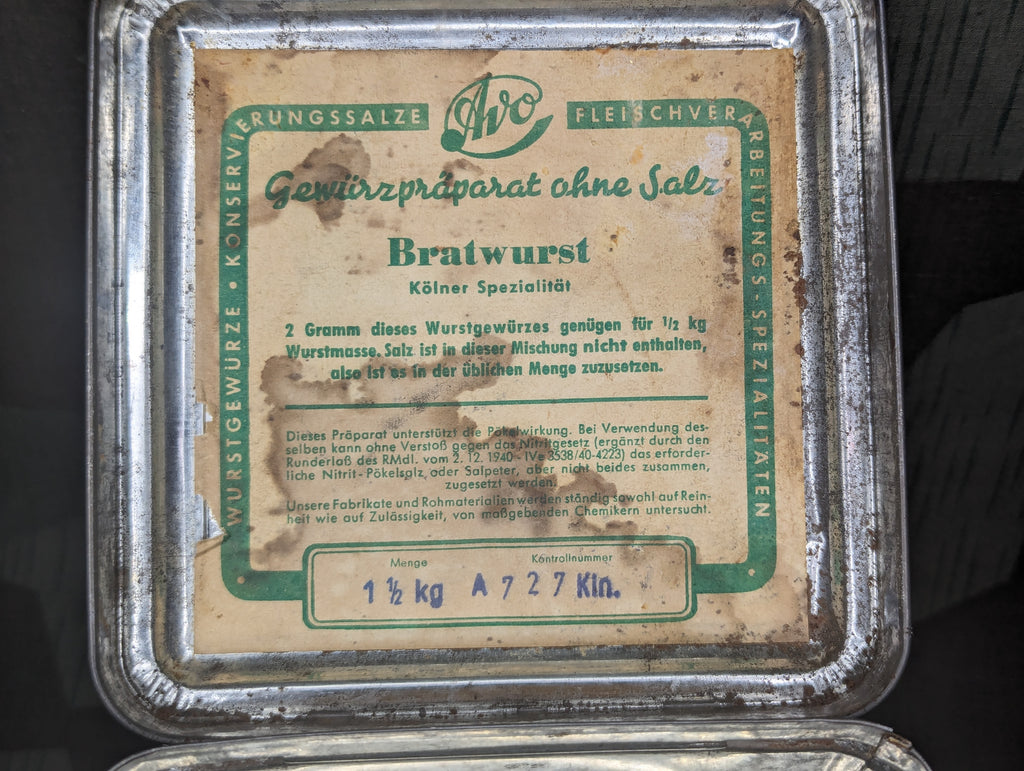 Avo
WURSTGEWÜRZE • KONSERVIERUNGSSALZE
FLEISCHVERARBEITUNGS-SPEZIALITÄTEN
Gewürzpräparat ohne Salz
Bratwurst
Kölner Spezialität
2 Gramm dieses Wurstgewürzes genügen für 1/2 kg
Wurstmasse. Salz ist in dieser Mischung nicht enthalten,
also ist es in der üblichen Menge zuzusetzen.
Dieses Präparat unterstützt die Pökelwirkung. Bei Verwendung des-
selben kann ohne Verstoß gegen das Nitritgesetz (ergänzt durch den
Runderlaß des RMdI. vom 2. 12. 1940 - IVe 3538/40-4223) das erforder-
liche Nitrit-Pökelsalz oder Salpeter, aber nicht beides zusammen,
zugesetzt werden.
Unsere Fabrikate und Rohmaterialien werden ständig sowohl auf Rein-
heit wie auf Zulässigkeit, von maßgebenden Chemikern untersucht.
Menge Kontrollnummer
1 ½ kg A 727 Kln.